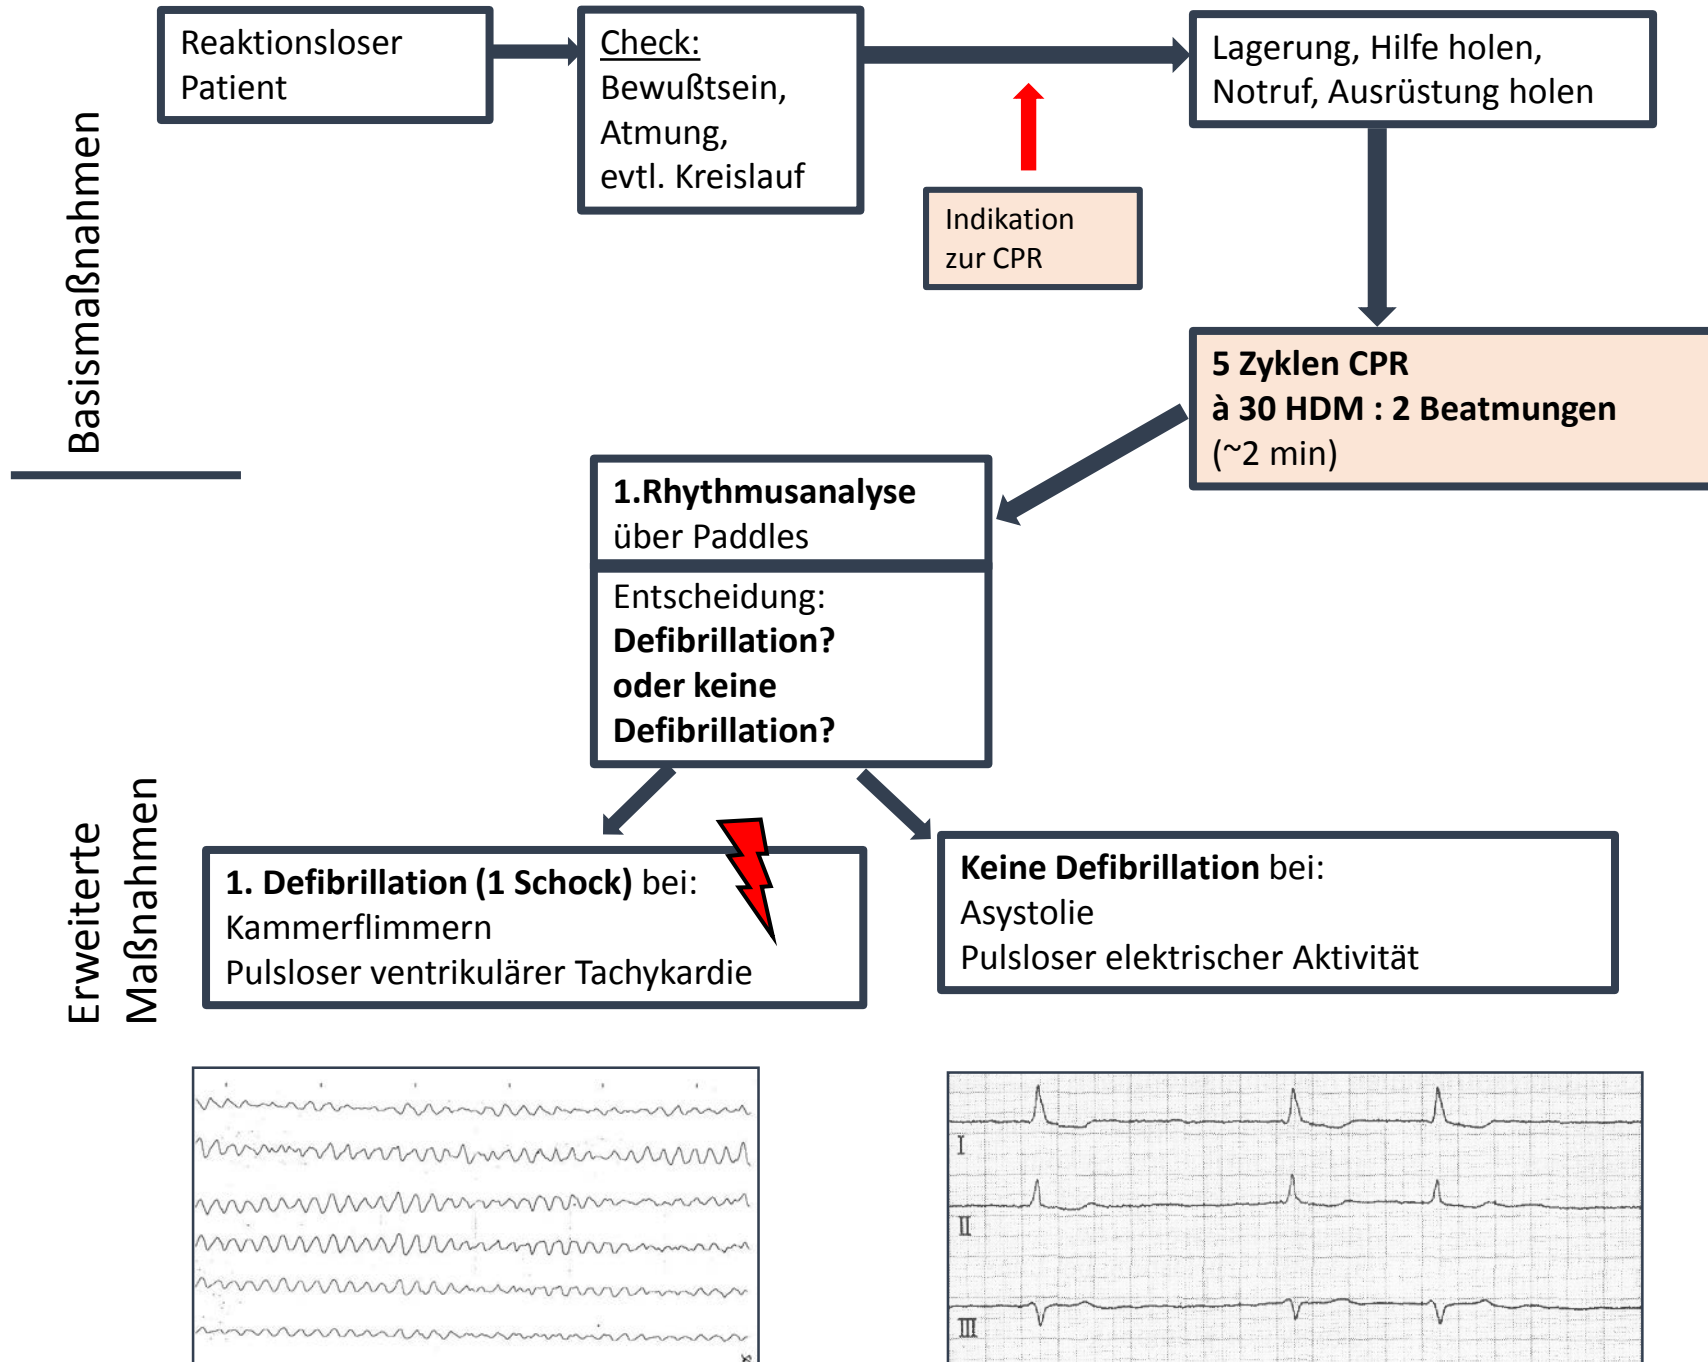 Reaktionsloser
Patient
Check:
Bewußtsein,
Atmung,
evtl. Kreislauf
Lagerung, Hilfe holen,
Notruf, Ausrüstung holen
Indikation
zur CPR
Basismaßnahmen
5 Zyklen CPR
à 30 HDM : 2 Beatmungen
(~2 min)
1.Rhythmusanalyse
über Paddles
Entscheidung:
Defibrillation?
oder keine
Defibrillation?
Erweiterte
Maßnahmen
1. Defibrillation (1 Schock) bei:
Kammerflimmern
Pulsloser ventrikulärer Tachykardie
Keine Defibrillation bei:
Asystolie
Pulsloser elektrischer Aktivität
I
II
III